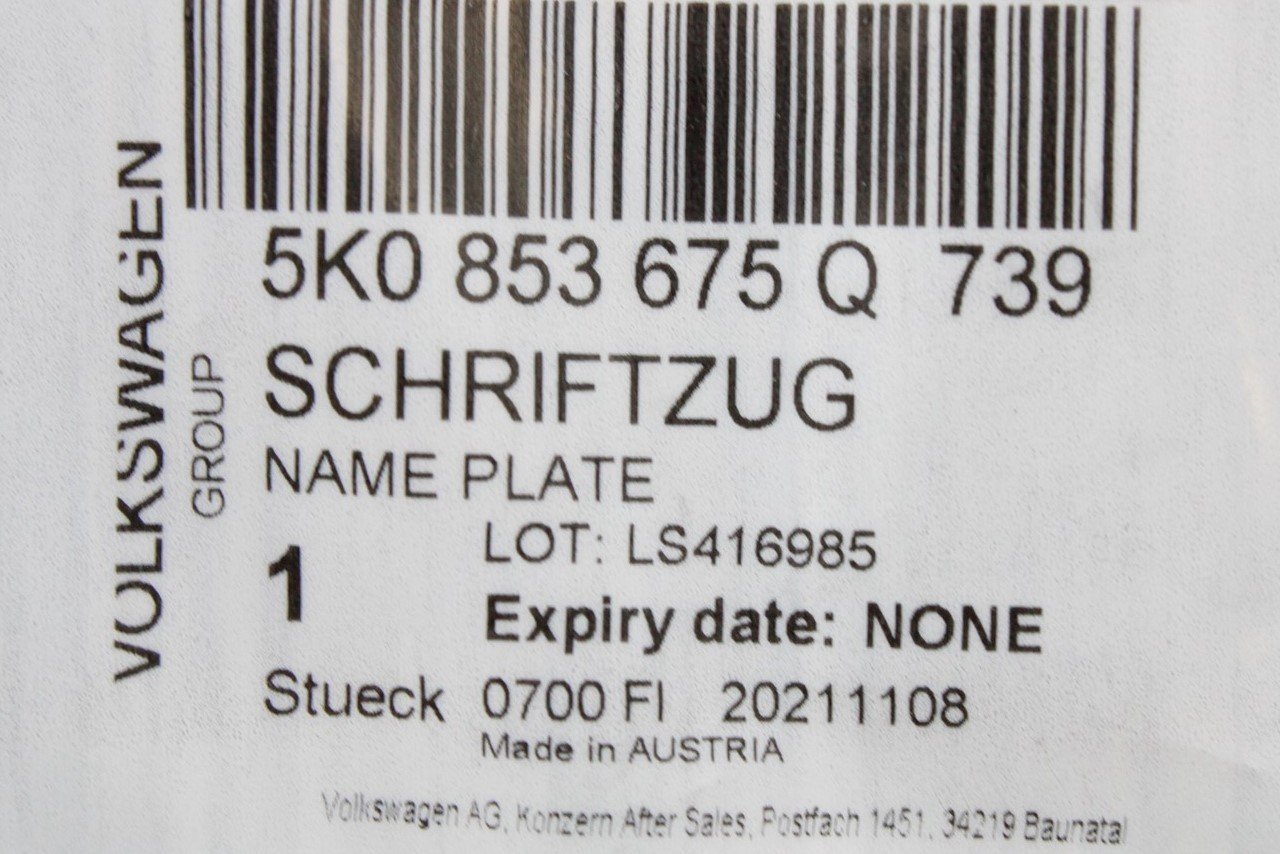 VOLKSWAGEN
GROUP
5K0 853 675 Q 739
SCHRIFTZUG
NAME PLATE
LOT: LS416985
1
Expiry date: NONE
Stueck 0700 FI 20211108
Made in AUSTRIA
Volkswagen AG, Konzern After Sales, Postfach 1451, 34219 Baunatal